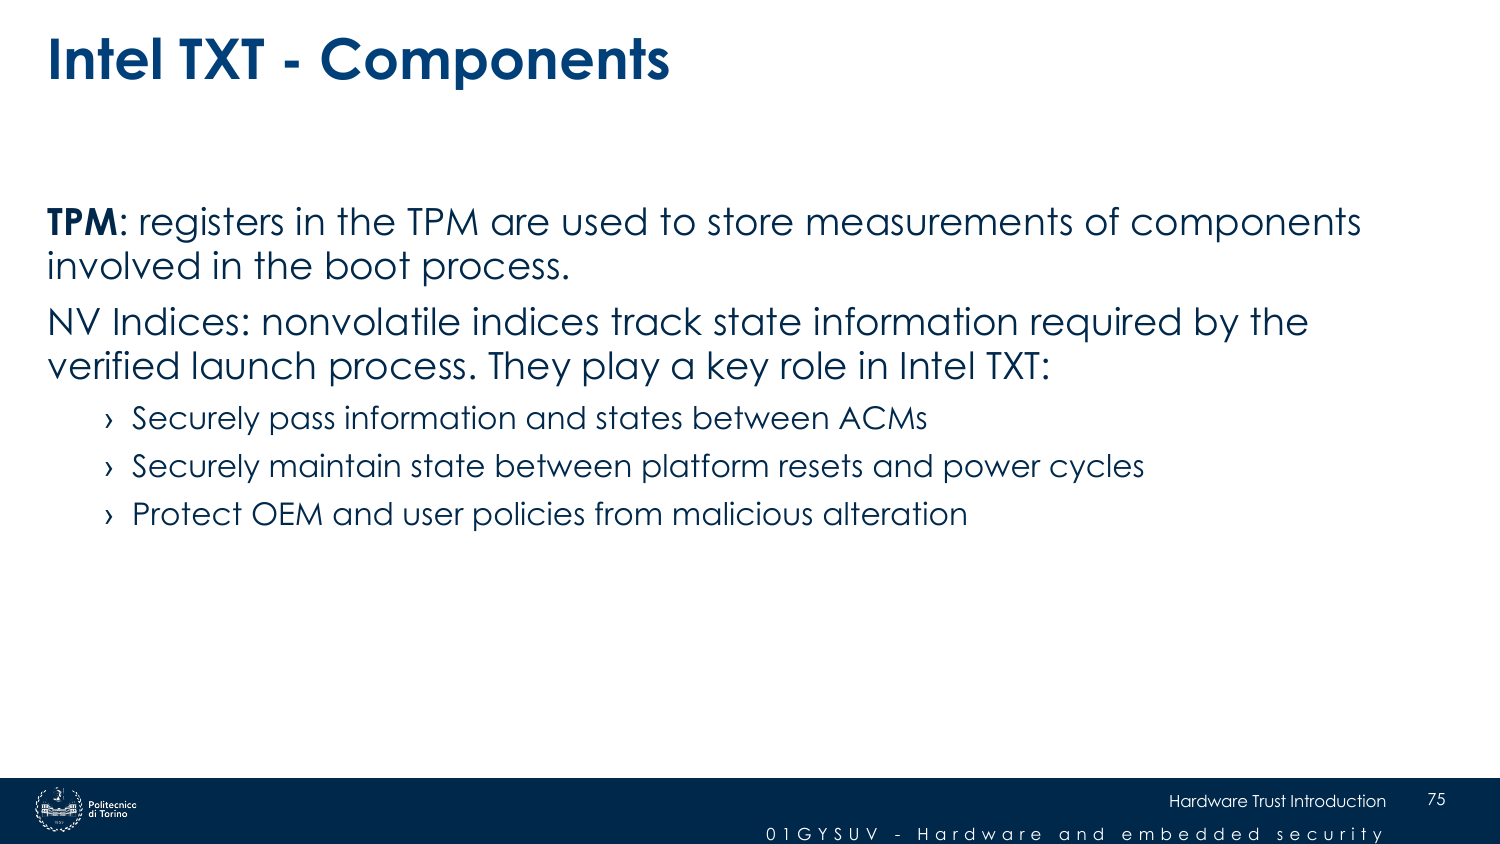 Intel TXT - Components
TPM: registers in the TPM are used to store measurements of components
involved in the boot process.
NV Indices: nonvolatile indices track state information required by the
verified launch process. They play a key role in Intel TXT:
› Securely pass information and states between ACMs
› Securely maintain state between platform resets and power cycles
› Protect OEM and user policies from malicious alteration
Politecnico
di Torino
Hardware Trust Introduction 75
01GYSUV - Hardware and embedded security